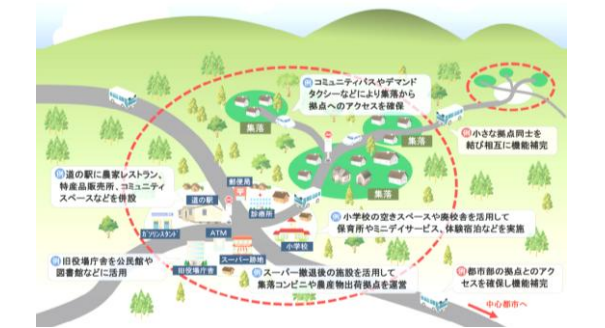 例コミュニティバスやデマンド
タクシーなどにより集落から
拠点へのアクセスを確保
集落
集落
集落
例小さな拠点同士を
結び相互に機能補完
例道の駅に農家レストラン、
特産品販売所、コミュニティ
スペースなどを併設
郵便局
道の駅
診療所
ガソリンスタンド
ATM
小学校
例小学校の空きスペースや廃校舎を活用して
保育所やミニデイサービス、体験宿泊などを実施
スーパー跡地
旧役場庁舎
例旧役場庁舎を公民館や
図書館などに活用
例スーパー撤退後の施設を活用して
集落コンビニや農産物出荷拠点を運営
例都市部の拠点とのアク
セスを確保し機能補完
中心都市へ